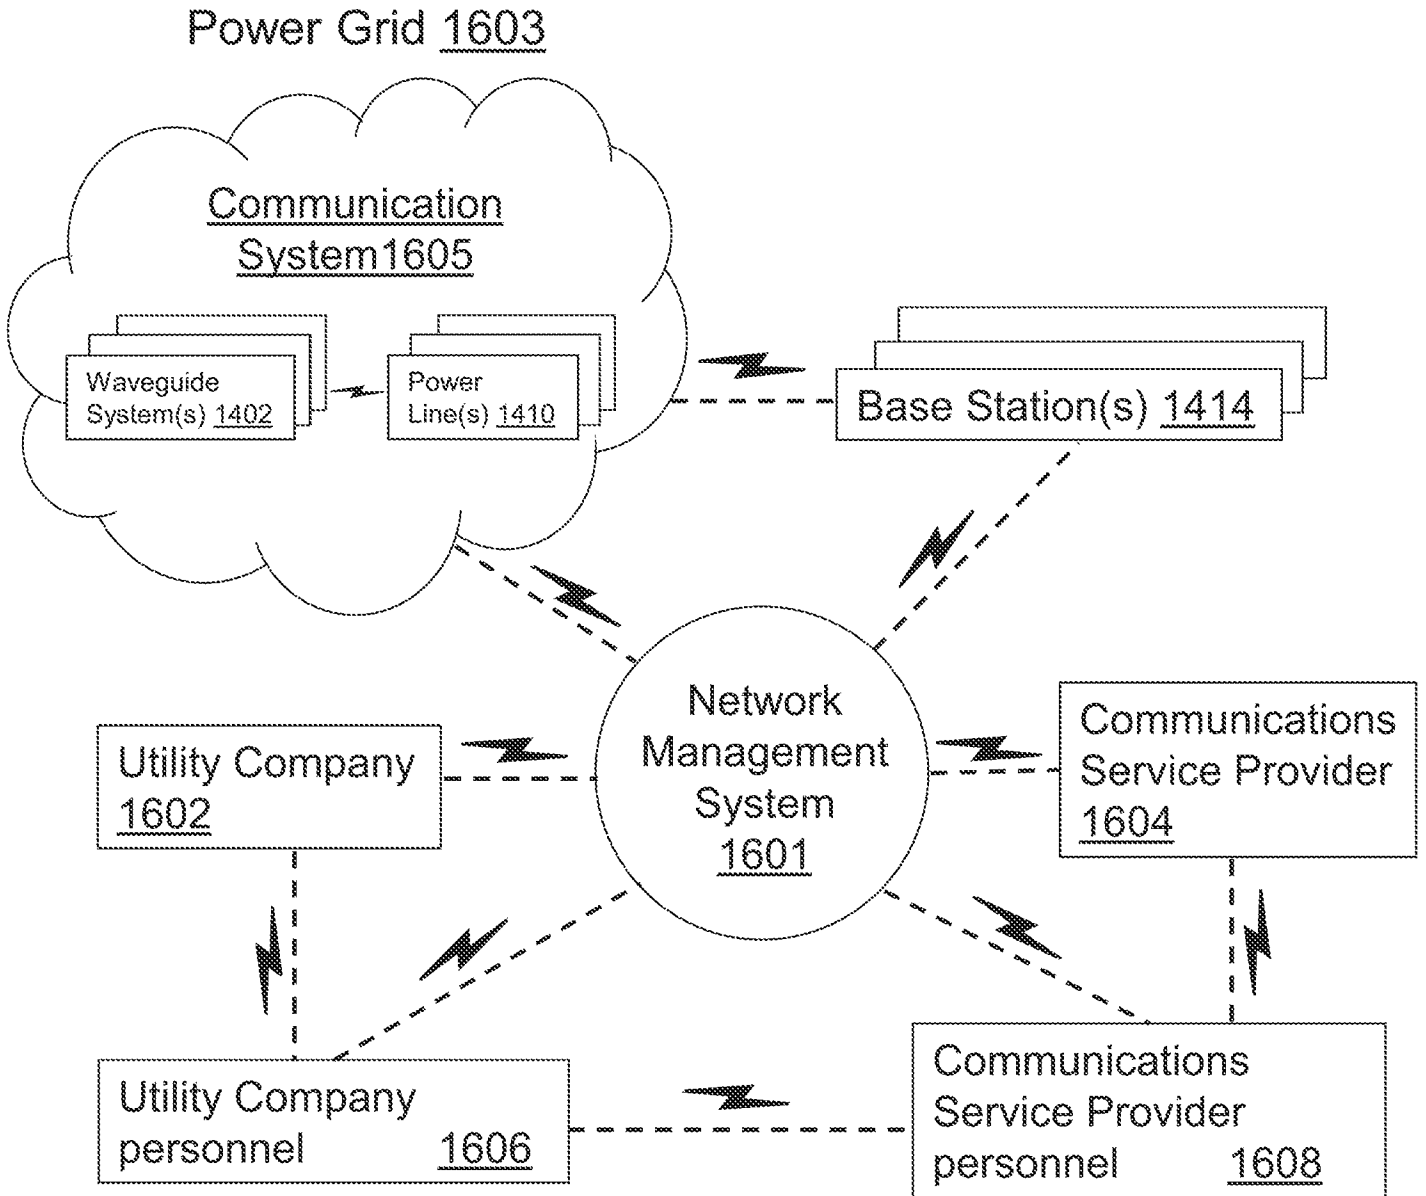 Power Grid 1603
Communication
System1605
Waveguide
System(s) 1402
Power
Line(s) 1410
Base Station(s) 1414
Network
Management
System
1601
Utility Company
1602
Communications
Service Provider
1604
Utility Company
personnel 1606
Communications
Service Provider
personnel 1608